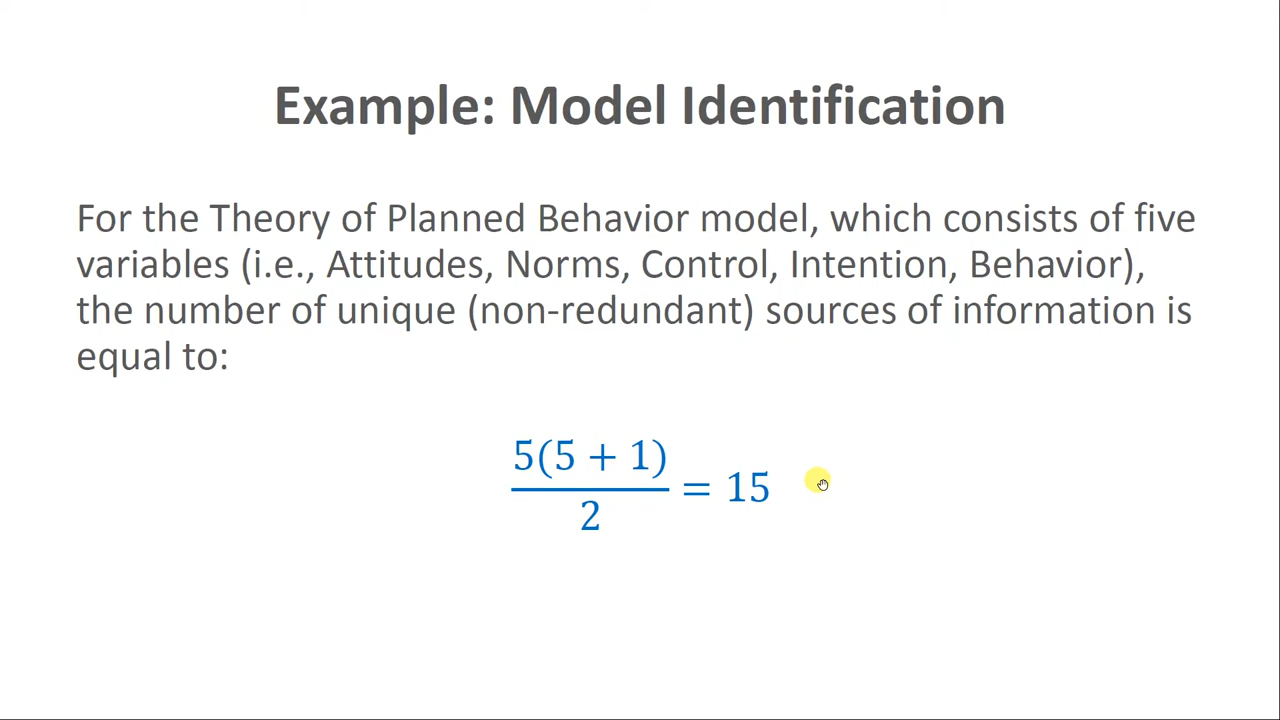 Example: Model Identification
For the Theory of Planned Behavior model, which consists of five
variables (i.e., Attitudes, Norms, Control, Intention, Behavior),
the number of unique (non-redundant) sources of information is
equal to:
5(5 + 1)
2
= 15